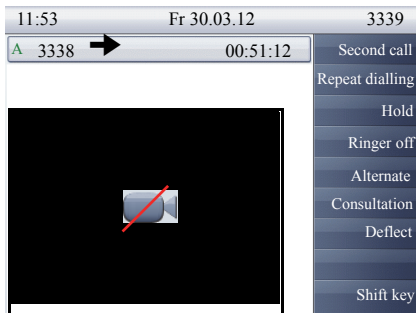 11:53 Fr 30.03.12 3339
A 3338 00:51:12
Second call
Repeat dialling
Hold
Ringer off
Alternate
Consultation
Deflect
Shift key